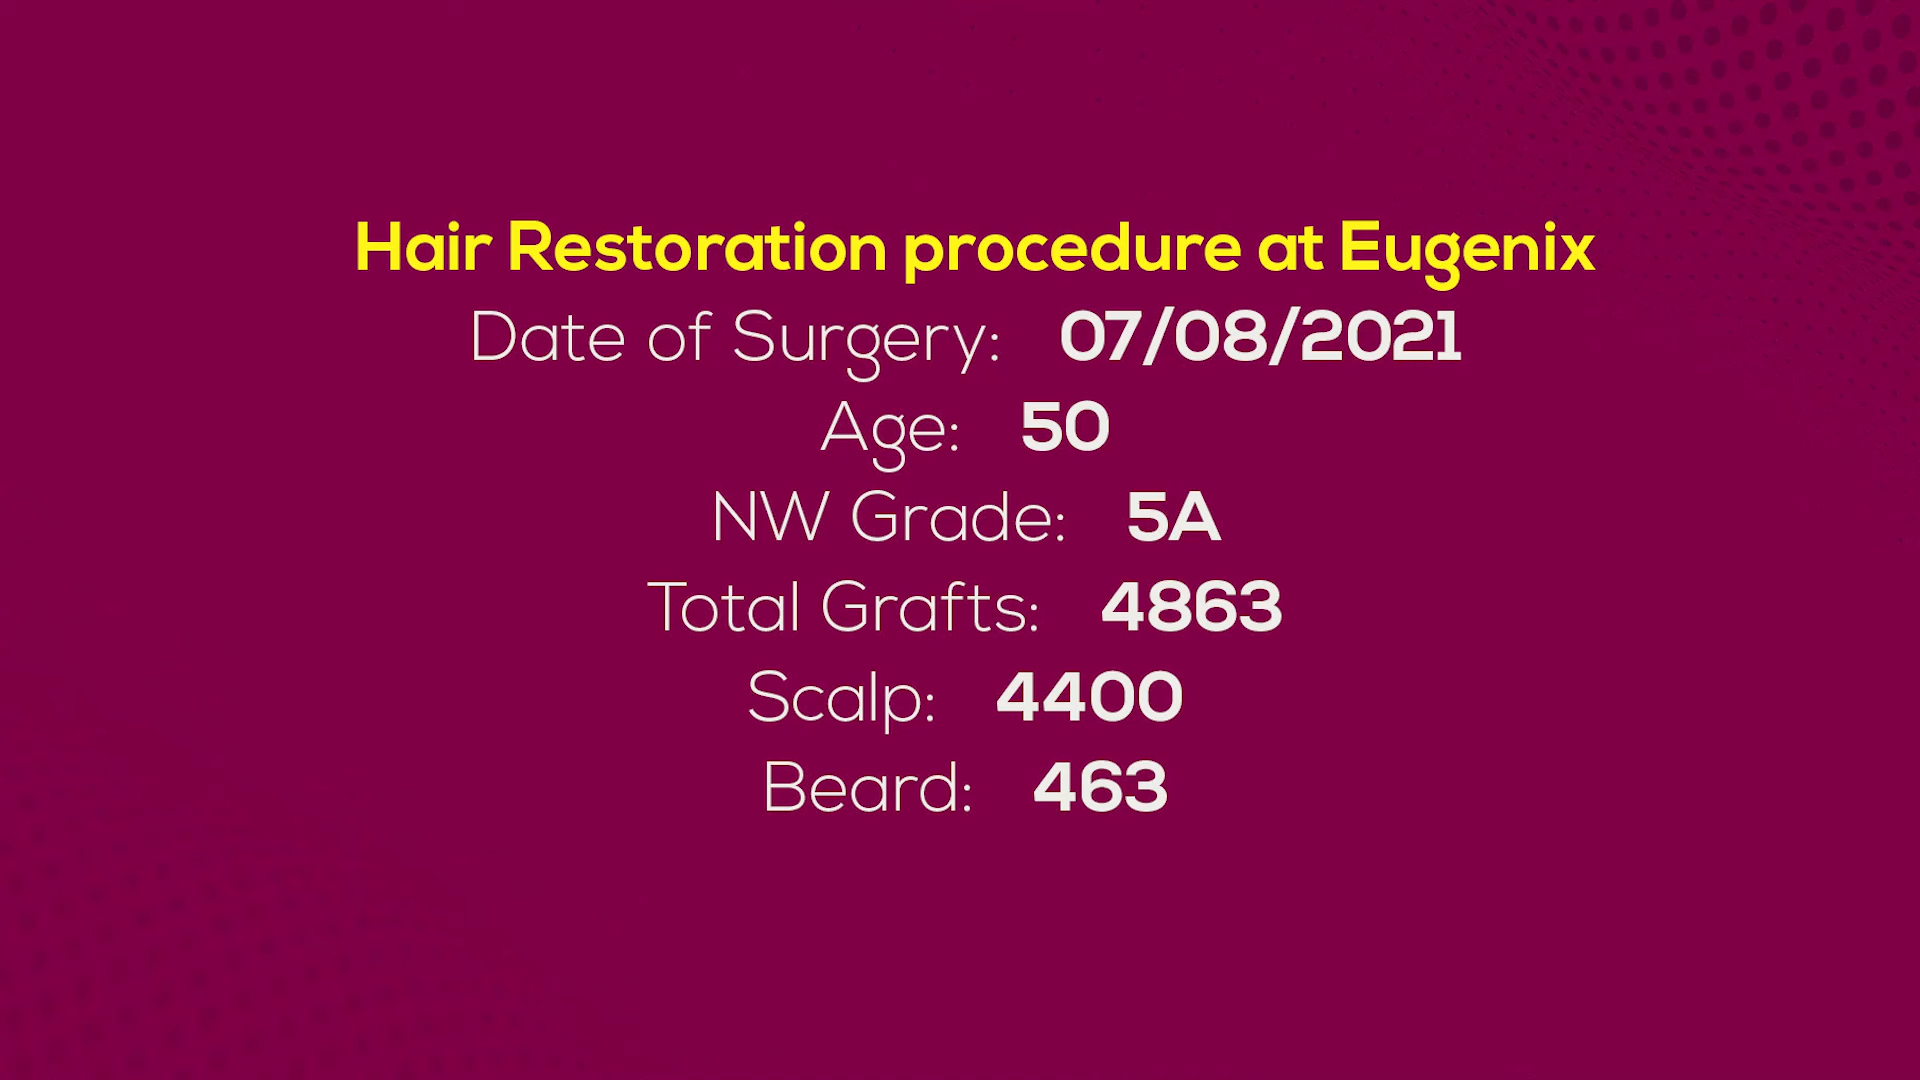 Hair Restoration procedure at Eugenix
Date of Surgery: 07/08/2021
Age: 50
NW Grade: 5A
Total Grafts: 4863
Scalp: 4400
Beard: 463